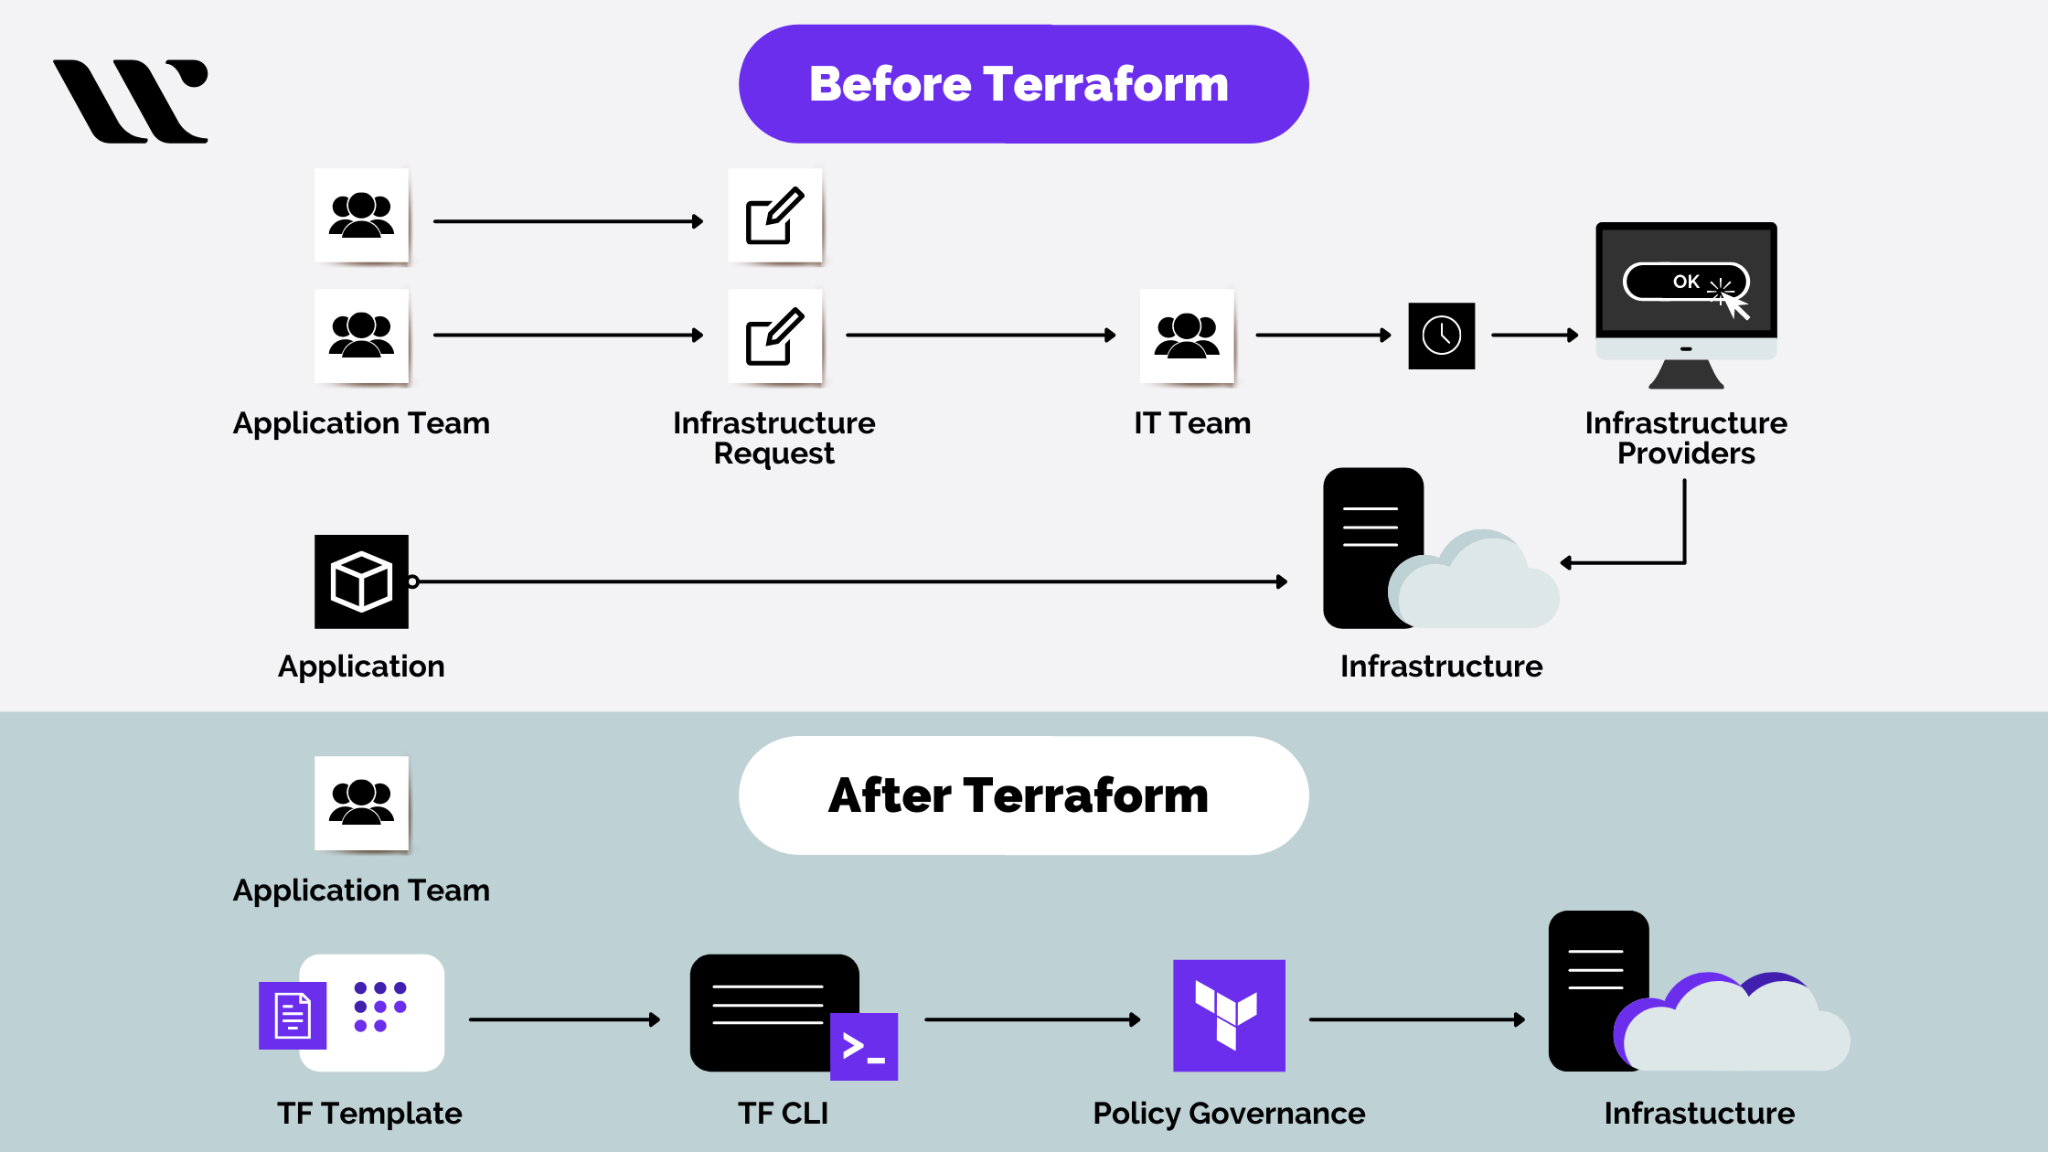 Before Terraform
OK
Application Team
Infrastructure
Request
IT Team
Infrastructure
Providers
Application
Infrastructure
After Terraform
Application Team
>_
TF Template
TF CLI
Policy Governance
Infrastucture